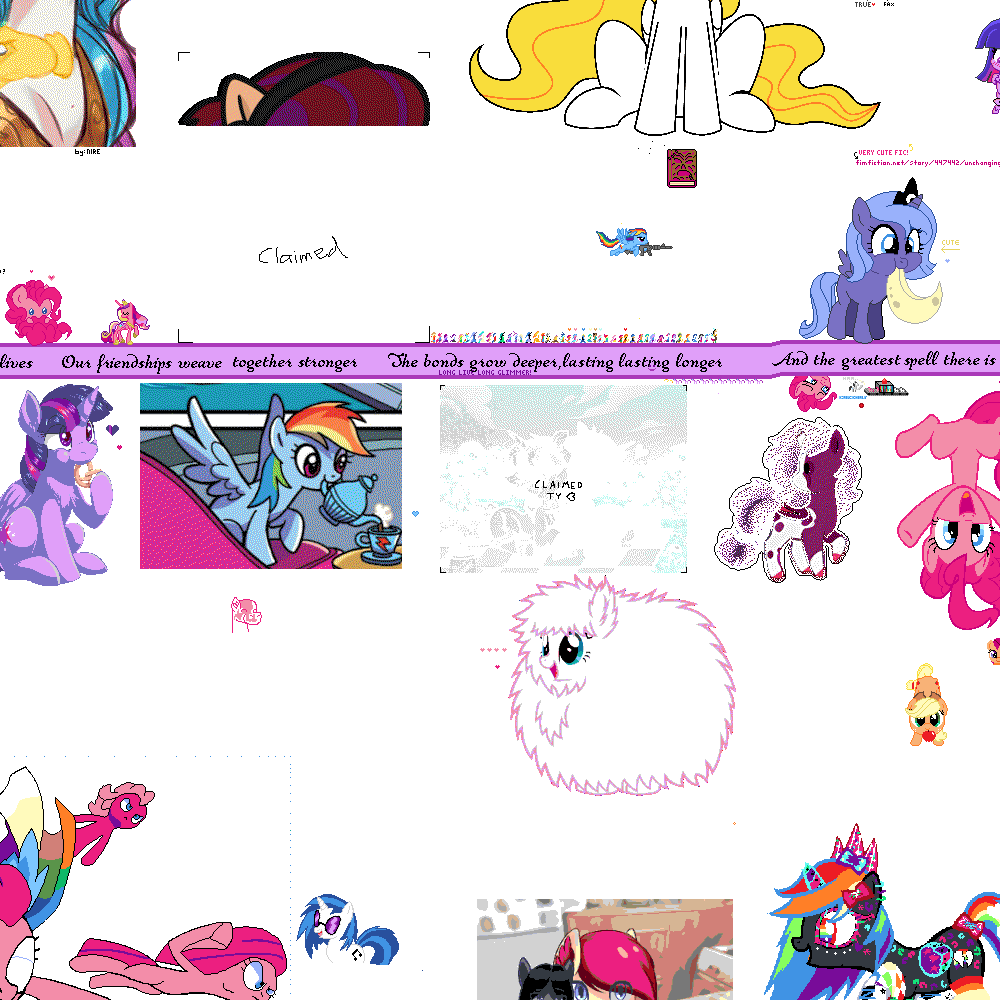 TRUE FAX
by: NIRE
VERY CUTE FIC!
fimfiction.net/story/447442/unchanging
Claimed
CUTE
lives Our friendships weave together stronger The bonds grow deeper, lasting lasting longer And the greatest spell there is
LONG LIVE LONG GLIMMER!
CLAIMED
TY <3